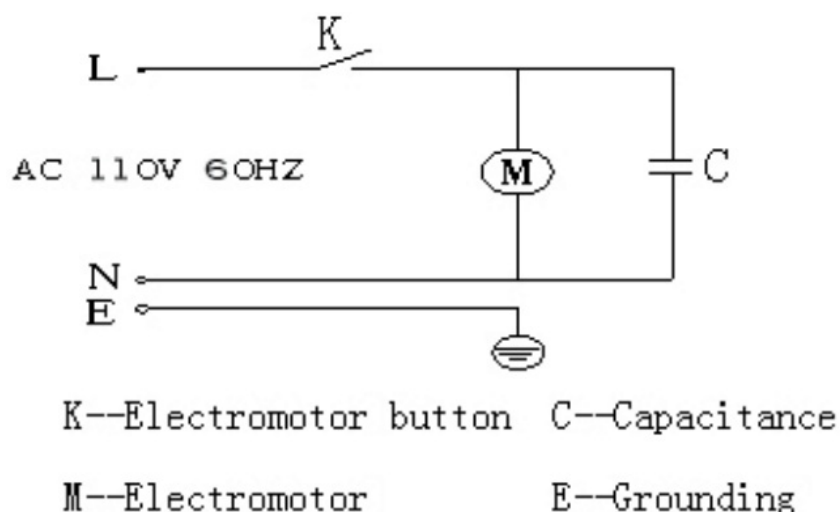 K
L
AC 110V 60HZ
M
C
N
E
K--Electromotor button C--Capacitance
M--Electromotor E--Grounding